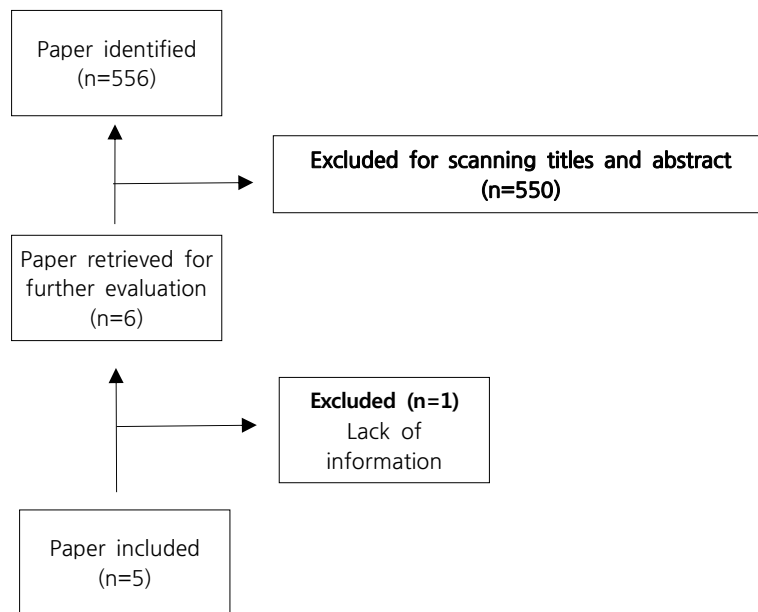 Paper identified
(n=556)
Excluded for scanning titles and abstract
(n=550)
Paper retrieved for
further evaluation
(n=6)
Excluded (n=1)
Lack of
information
Paper included
(n=5)